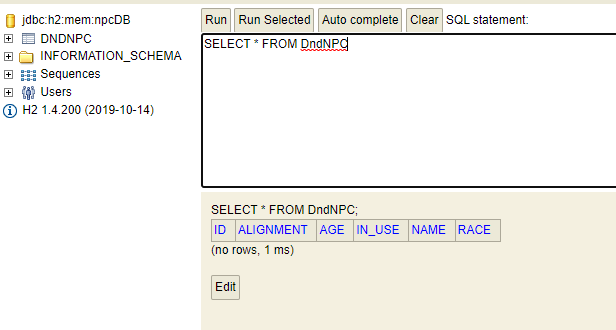 jdbc:h2:mem:npcDB
DNDNPC
INFORMATION_SCHEMA
Sequences
Users
H2 1.4.200 (2019-10-14)
Run Run Selected Auto complete Clear SQL statement:
SELECT * FROM DndNPC
SELECT * FROM DndNPC;
ID ALIGNMENT AGE IN_USE NAME RACE
(no rows, 1 ms)
Edit